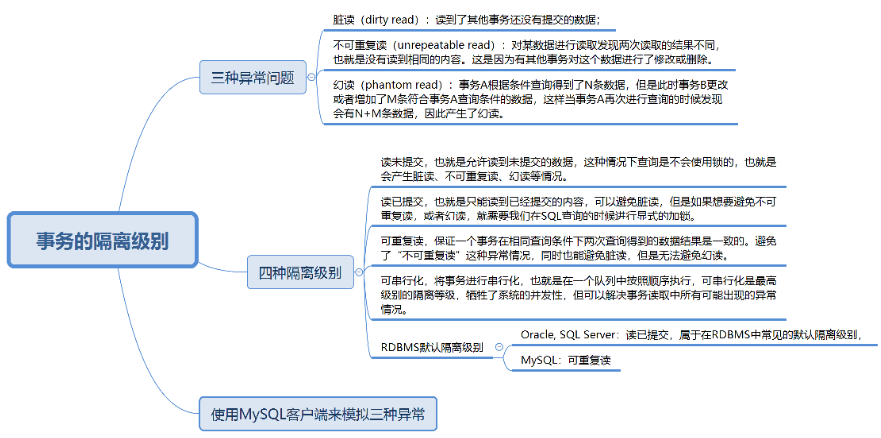 脏读（dirty read）：读到了其他事务还没有提交的数据；
不可重复读（unrepeatable read）：对某数据进行读取发现两次读取的结果不同，
也就是没有读到相同的内容。这是因为有其他事务对这个数据进行了修改或删除。
三种异常问题
幻读（phantom read）：事务A根据条件查询得到了N条数据，但是此时事务B更改
或者增加了M条符合事务A查询条件的数据，这样当事务A再次进行查询的时候发现
会有N+M条数据，因此产生了幻读。
读未提交，也就是允许读到未提交的数据，这种情况下查询是不会使用锁的，也就是
会产生脏读、不可重复读、幻读等情况。
读已提交，也就是只能读到已经提交的内容，可以避免脏读，但是如果想要避免不可
重复读，或者幻读，就需要我们在SQL查询的时候进行显式的加锁。
事务的隔离级别
四种隔离级别
可重复读，保证一个事务在相同查询条件下两次查询得到的数据结果是一致的。避免
了“不可重复读”这种异常情况，同时也能避免脏读，但是无法避免幻读。
可串行化，将事务进行串行化，也就是在一个队列中按照顺序执行，可串行化是最高
级别的隔离等级，牺牲了系统的并发性，但可以解决事务读取中所有可能出现的异常
情况。
RDBMS默认隔离级别
Oracle, SQL Server：读已提交，属于在RDBMS中常见的默认隔离级别，
MySQL：可重复读
使用MySQL客户端来模拟三种异常